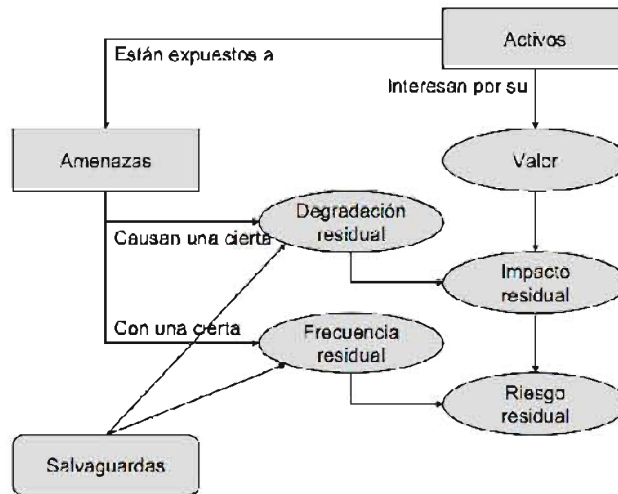 Activos
Están expuestos a
Interesan por su
Amenazas
Valor
Degradación
residual
Causan una cierta
Impacto
residual
Con una cierta
Frecuencia
residual
Riesgo
residual
Salvaguardas